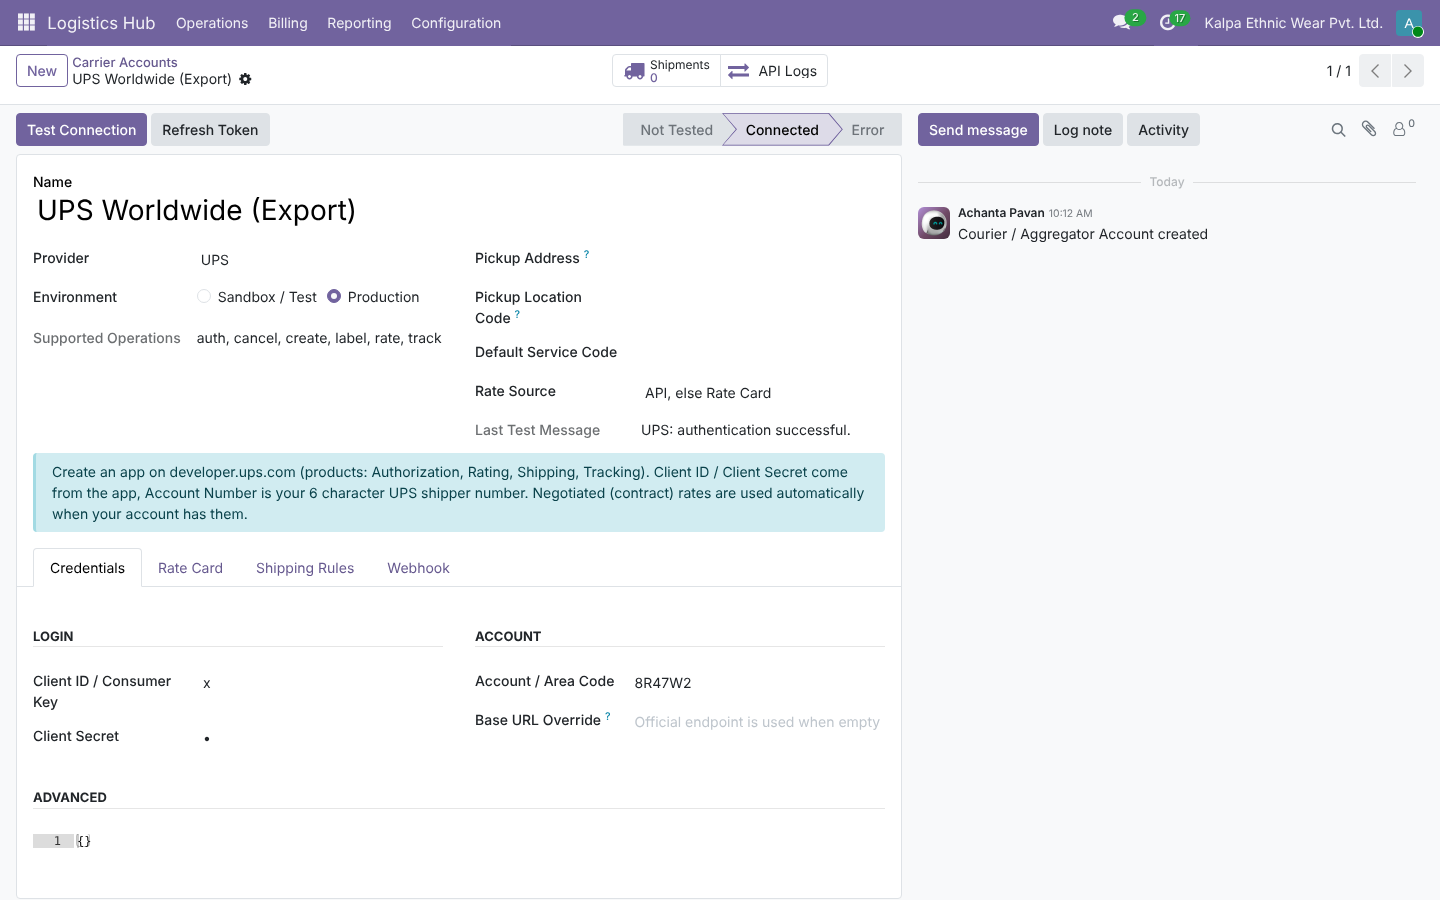 Logistics Hub Operations Billing Reporting Configuration 2 17 Kalpa Ethnic Wear Pvt. Ltd. A
New
Carrier Accounts
UPS Worldwide (Export)
Shipments
0
API Logs
1 / 1
Test Connection Refresh Token
Not Tested Connected Error
Send message Log note Activity 0
Name
UPS Worldwide (Export)
Provider UPS
Environment Sandbox / Test Production
Supported Operations auth, cancel, create, label, rate, track
Pickup Address ?
Pickup Location
Code ?
Default Service Code
Rate Source API, else Rate Card
Last Test Message UPS: authentication successful.
Create an app on developer.ups.com (products: Authorization, Rating, Shipping, Tracking). Client ID / Client Secret come
from the app, Account Number is your 6 character UPS shipper number. Negotiated (contract) rates are used automatically
when your account has them.
Credentials Rate Card Shipping Rules Webhook
LOGIN
Client ID / Consumer
Key
x
Client Secret •
ACCOUNT
Account / Area Code 8R47W2
Base URL Override ? Official endpoint is used when empty
ADVANCED
1 {}
Today
Achanta Pavan 10:12 AM
Courier / Aggregator Account created